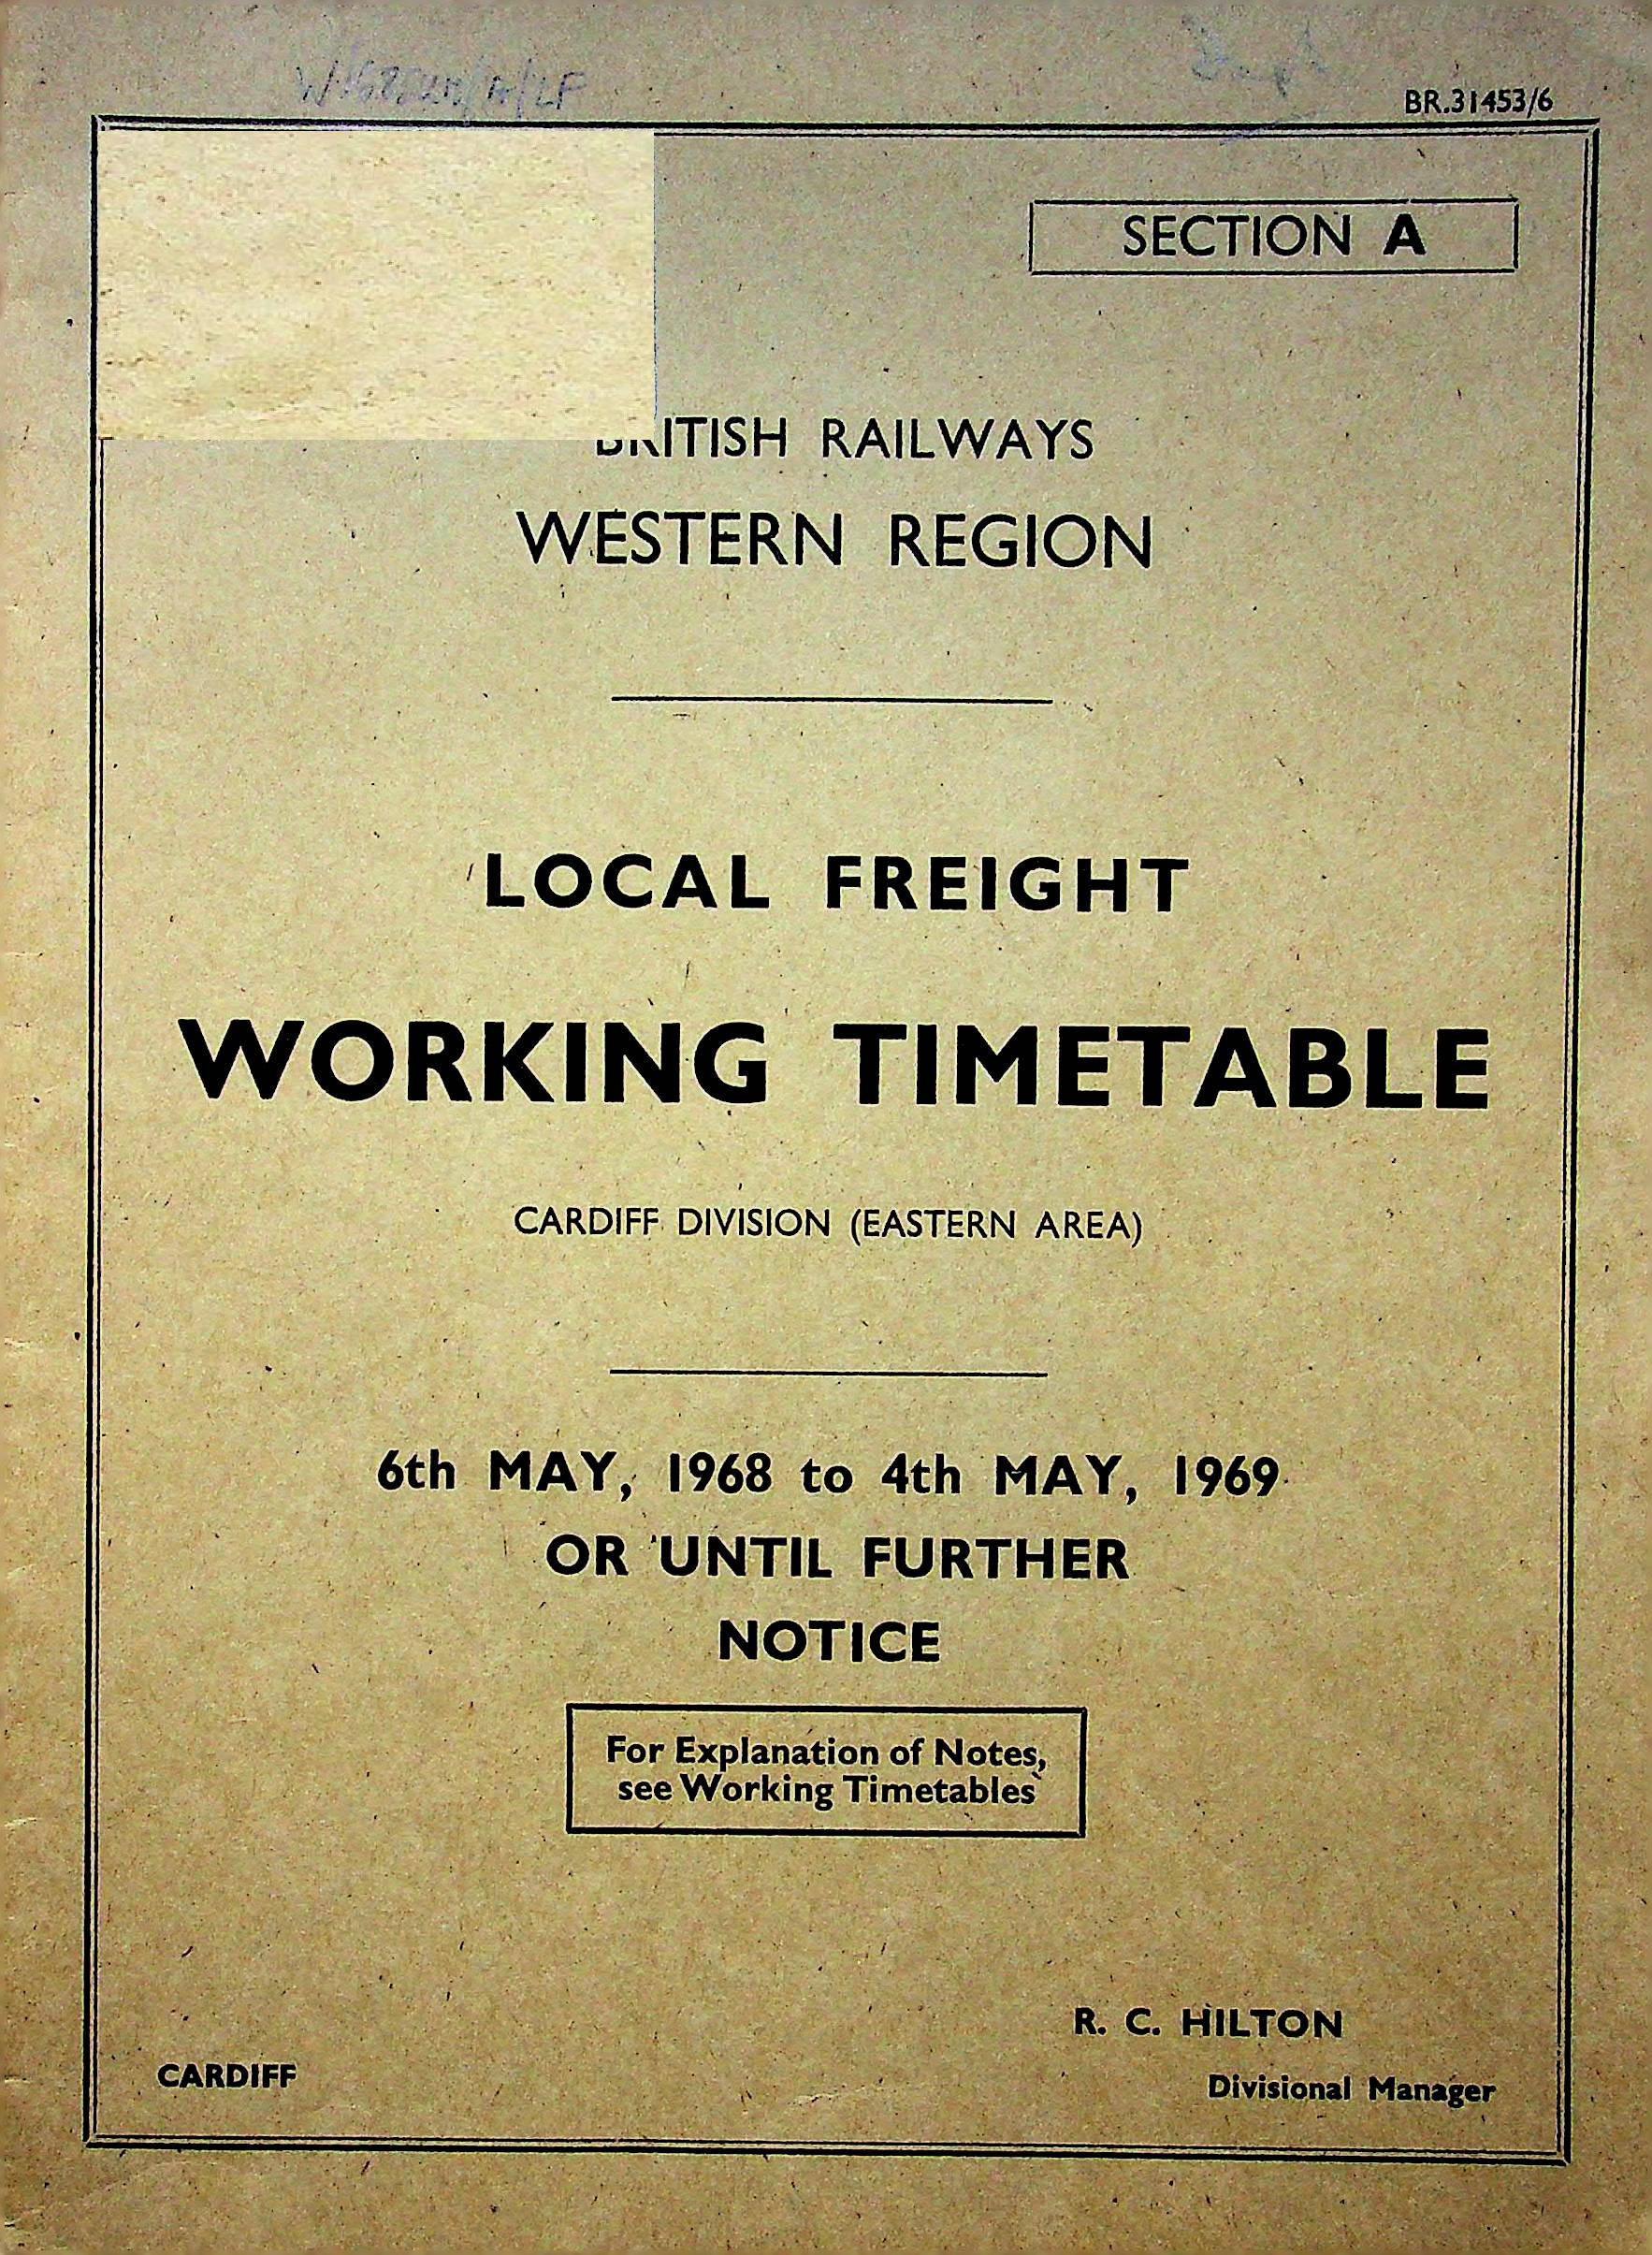 BR.31453/6
SECTION A
BRITISH RAILWAYS
WESTERN REGION
LOCAL FREIGHT
WORKING TIMETABLE
CARDIFF DIVISION (EASTERN AREA)
6th MAY, 1968 to 4th MAY, 1969
OR UNTIL FURTHER
NOTICE
For Explanation of Notes,
see Working Timetables
R. C. HILTON
CARDIFF
Divisional Manager